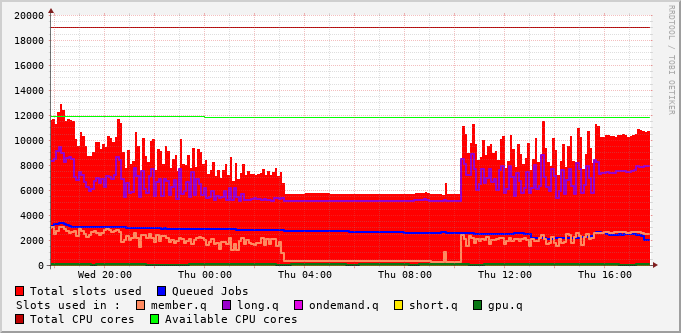 20000
18000
16000
14000
12000
10000
8000
6000
4000
2000
0
Wed 20:00 Thu 00:00 Thu 04:00 Thu 08:00 Thu 12:00 Thu 16:00
Total slots used Queued Jobs
Slots used in : member.q long.q ondemand.q short.q gpu.q
Total CPU cores Available CPU cores
RRDTOOL / TOBI OETIKER